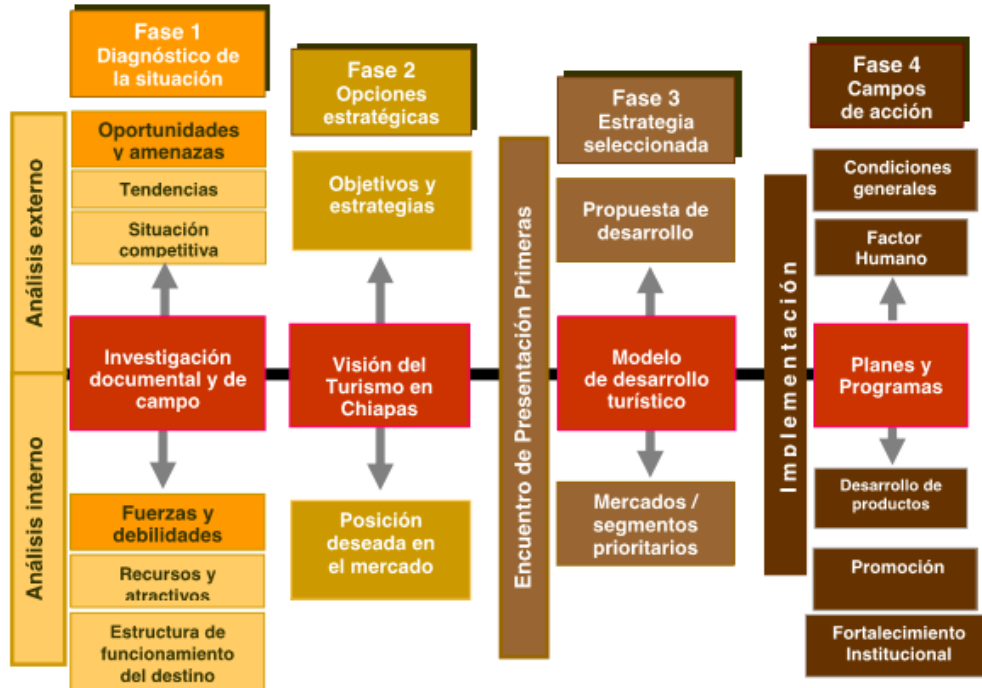 Fase 1
Diagnóstico de
la situación
Análisis externo
Oportunidades
y amenazas
Tendencias
Situación
competitiva
Investigación
documental y de
campo
Análisis interno
Fuerzas y
debilidades
Recursos y
atractivos
Estructura de
funcionamiento
del destino
Fase 2
Opciones
estratégicas
Objetivos y
estrategias
Visión del
Turismo en
Chiapas
Posición
deseada en
el mercado
Encuentro de Presentación Primeras
Fase 3
Estrategia
seleccionada
Propuesta de
desarrollo
Modelo
de desarrollo
turístico
Mercados /
segmentos
prioritarios
Implementación
Fase 4
Campos
de acción
Condiciones
generales
Factor
Humano
Planes y
Programas
Desarrollo de
productos
Promoción
Fortalecimiento
Institucional